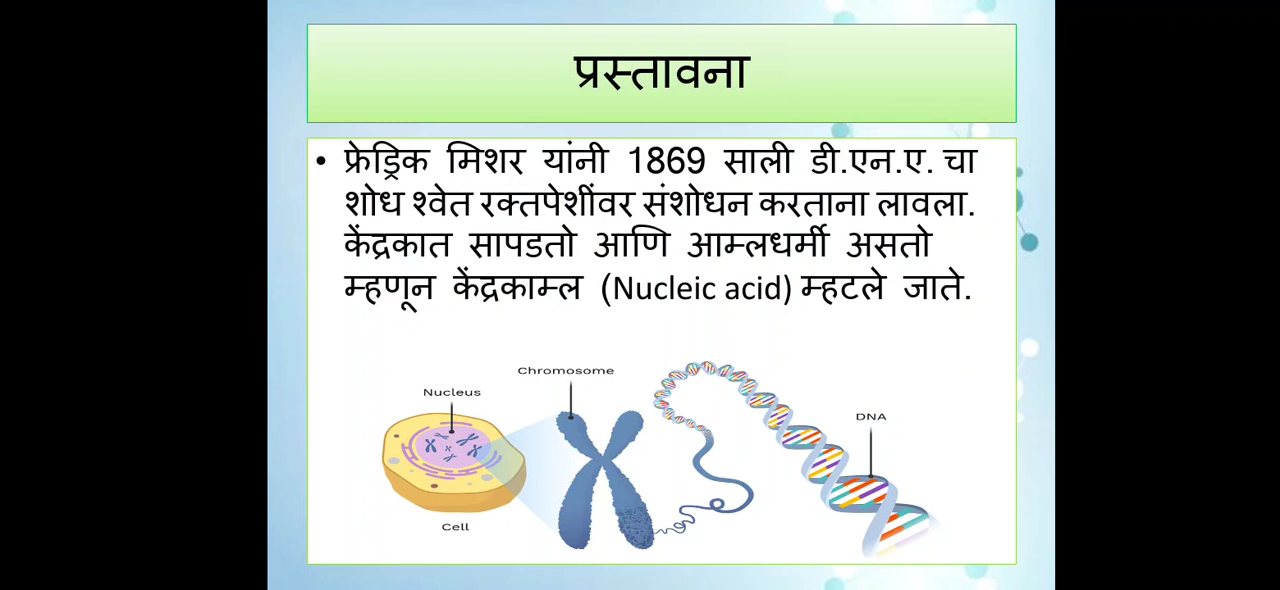 प्रस्तावना
• फ्रेड्रिक मिशर यांनी 1869 साली डी.एन.ए. चा
शोध श्वेत रक्तपेशींवर संशोधन करताना लावला.
केंद्रकात सापडतो आणि आम्लधर्मी असतो
म्हणून केंद्रकाम्ल (Nucleic acid) म्हटले जाते.
Chromosome
Nucleus
DNA
Cell